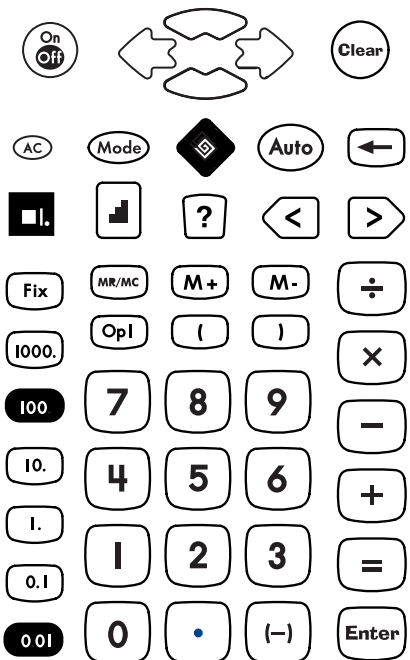 On
Off
Clear
AC
Mode
Auto
←
?
<
>
Fix
MR/MC
M+
M-
÷
Op1
(
)
1000.
×
100
7
8
9
−
10.
4
5
6
+
1.
1
2
3
=
0.1
0.01
0
.
(−)
Enter